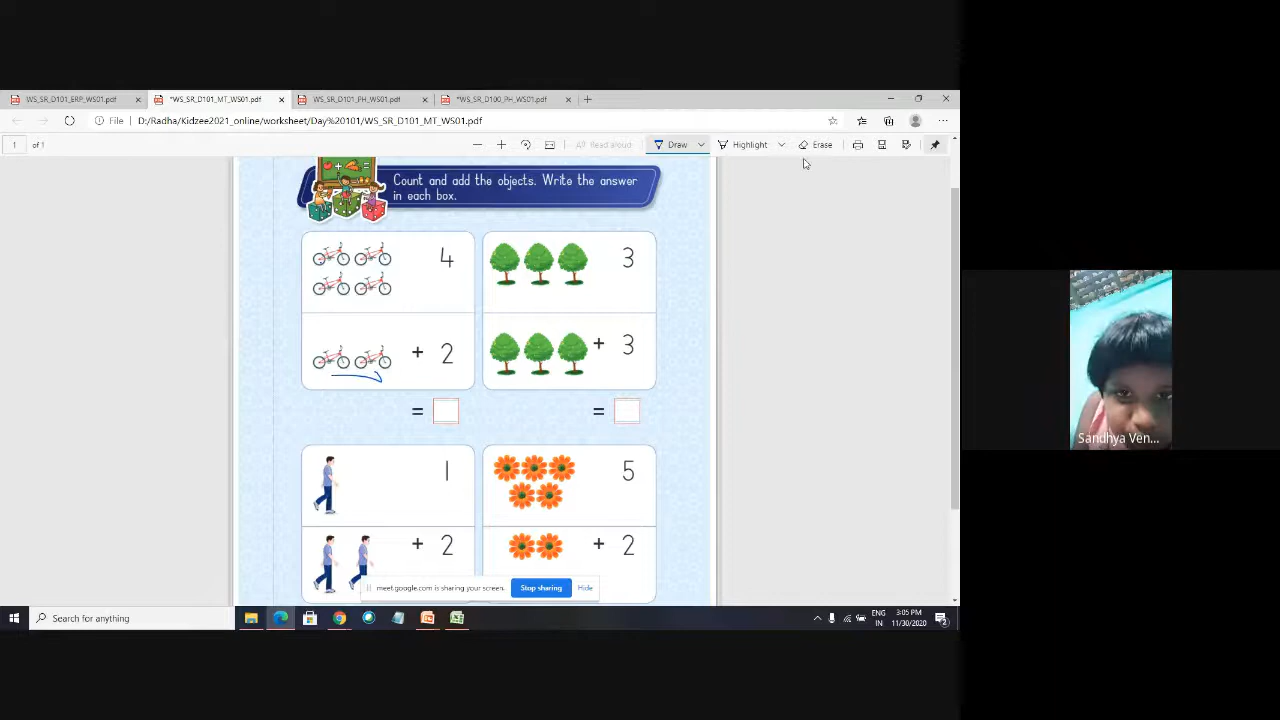 WS_SR_D101_ERP_WS01.pdf
*WS_SR_D101_MT_WS01.pdf
WS_SR_D101_PH_WS01.pdf
*WS_SR_D100_PH_WS01.pdf
File D:/Radha/Kidzee2021_online/worksheet/Day%20101/WS_SR_D101_MT_WS01.pdf
1 of 1
Read aloud
Draw
Highlight
Erase
Count and add the objects. Write the answer
in each box.
4
+ 2
=
3
+ 3
=
1
+ 2
5
+ 2
meet.google.com is sharing your screen.
Stop sharing
Hide
Sandhya Ven...
Search for anything
ENG
IN
3:05 PM
11/30/2020
2